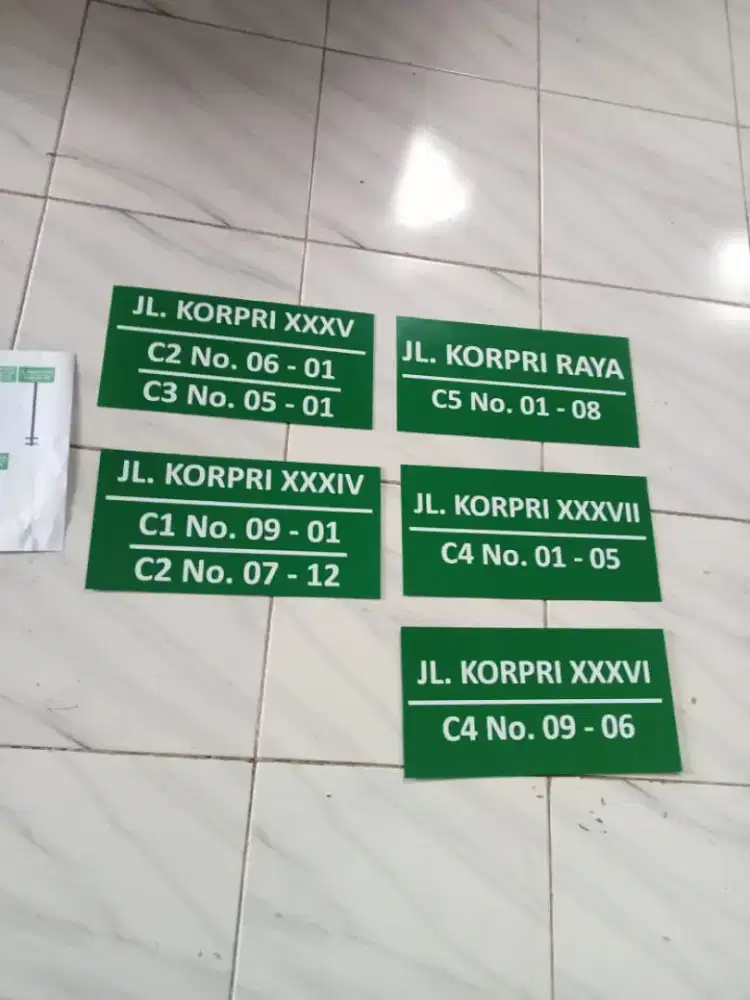 JL. KORPRI XXXV
C2 No. 06 - 01
C3 No. 05 - 01
JL. KORPRI RAYA
C5 No. 01 - 08
JL. KORPRI XXXIV
C1 No. 09 - 01
C2 No. 07 - 12
JL. KORPRI XXXVII
C4 No. 01 - 05
JL. KORPRI XXXVI
C4 No. 09 - 06